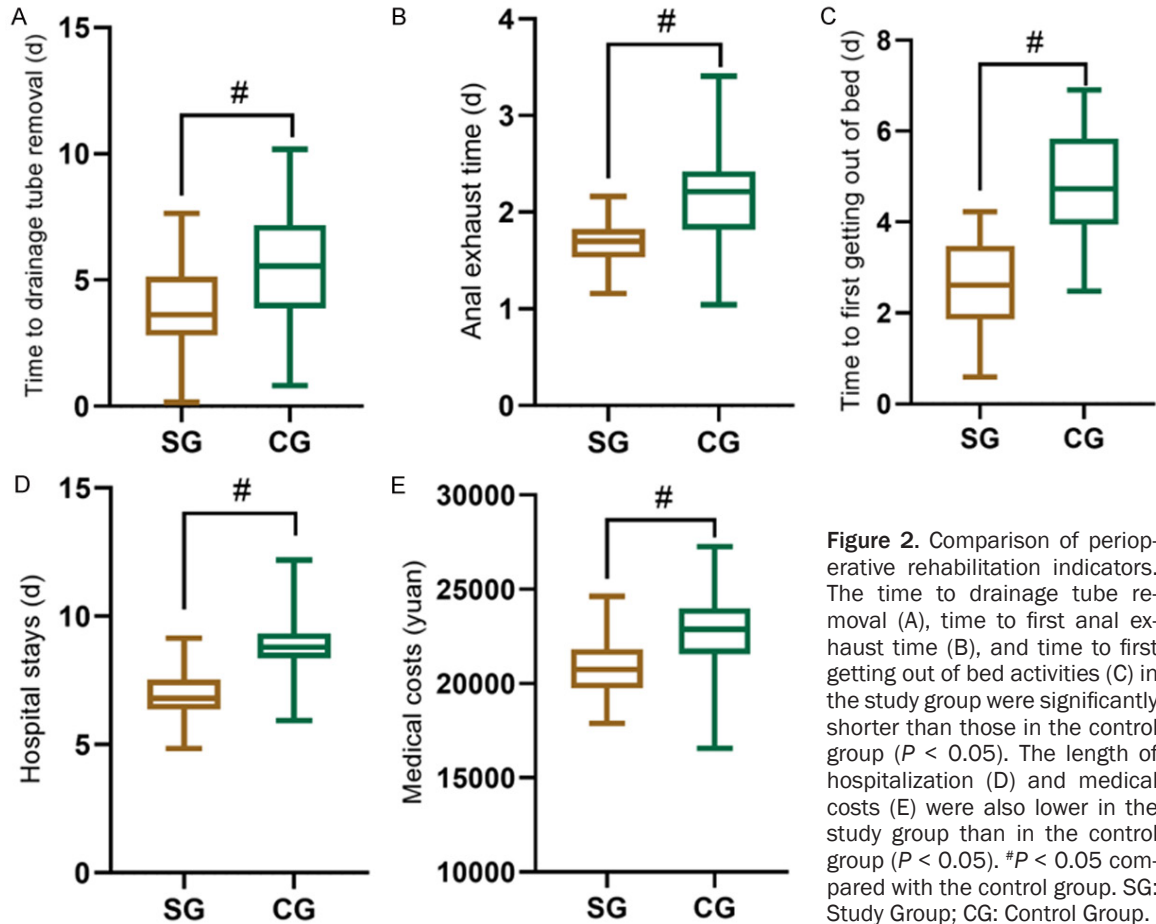 A
Time to drainage tube removal (d)
15
10
5
0
#
SG CG
B
Anal exhaust time (d)
4
3
2
1
0
#
SG CG
C
Time to first getting out of bed (d)
8
6
4
2
0
#
SG CG
D
Hospital stays (d)
15
10
5
0
#
SG CG
E
Medical costs (yuan)
30000
25000
20000
15000
10000
#
SG CG
Figure 2. Comparison of periop-
erative rehabilitation indicators.
The time to drainage tube re-
moval (A), time to first anal ex-
haust time (B), and time to first
getting out of bed activities (C) in
the study group were significantly
shorter than those in the control
group (P < 0.05). The length of
hospitalization (D) and medical
costs (E) were also lower in the
study group than in the control
group (P < 0.05). #P < 0.05 com-
pared with the control group. SG:
Study Group; CG: Control Group.